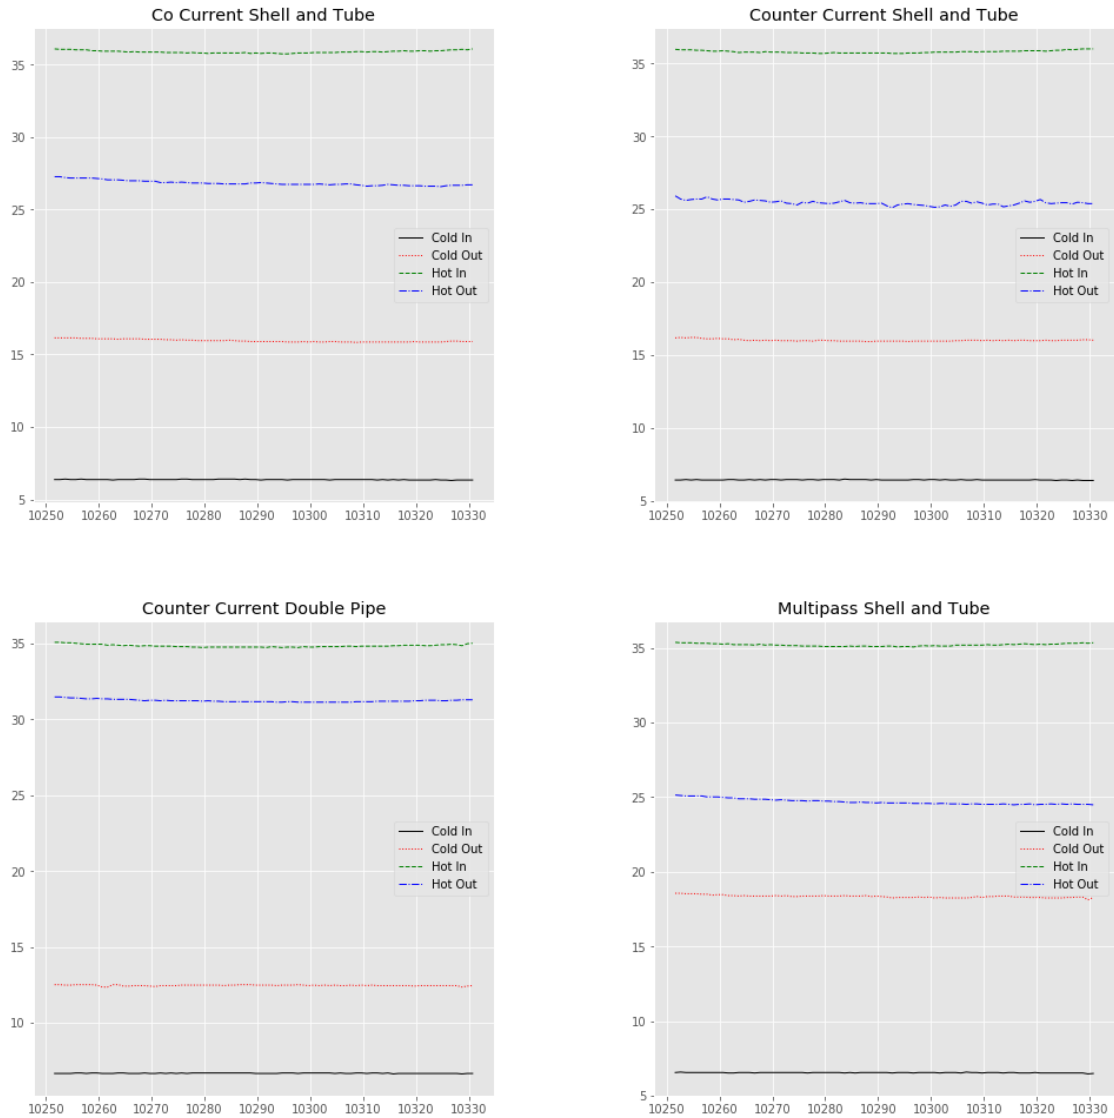 Co Current Shell and Tube
35
30
25
20
15
10
5
10250 10260 10270 10280 10290 10300 10310 10320 10330
Cold In
Cold Out
Hot In
Hot Out
Counter Current Shell and Tube
35
30
25
20
15
10
5
10250 10260 10270 10280 10290 10300 10310 10320 10330
Cold In
Cold Out
Hot In
Hot Out
Counter Current Double Pipe
35
30
25
20
15
10
10250 10260 10270 10280 10290 10300 10310 10320 10330
Cold In
Cold Out
Hot In
Hot Out
Multipass Shell and Tube
35
30
25
20
15
10
5
10250 10260 10270 10280 10290 10300 10310 10320 10330
Cold In
Cold Out
Hot In
Hot Out